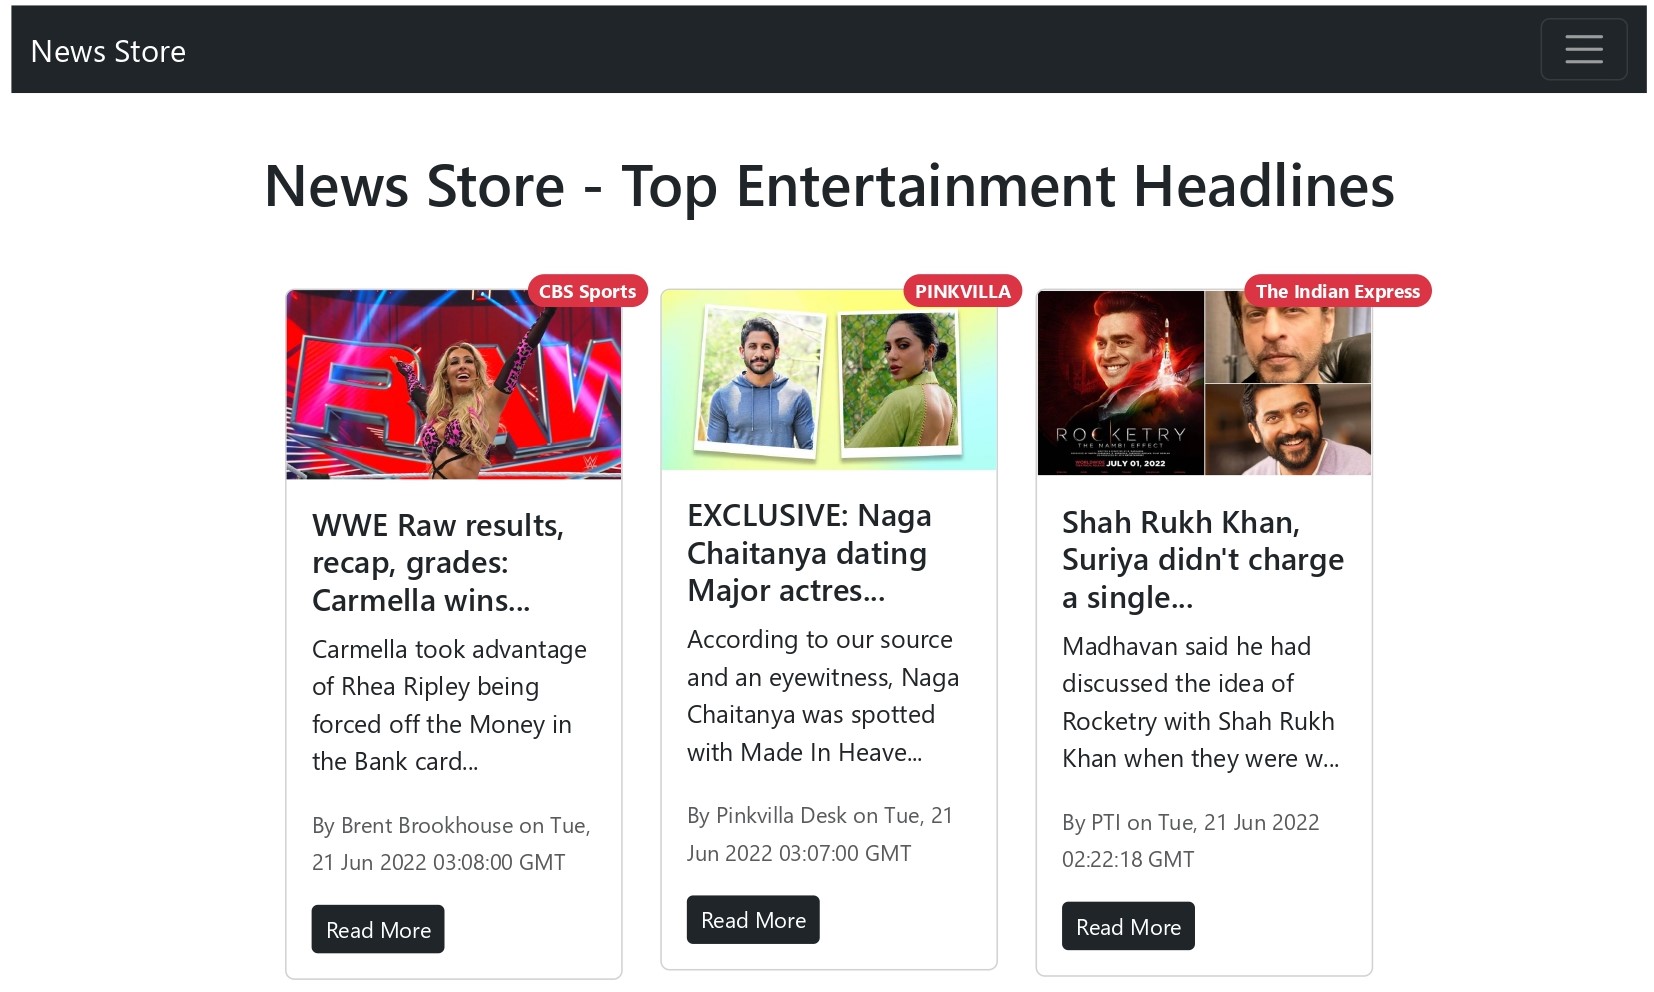 News Store
News Store - Top Entertainment Headlines
CBS Sports
RAW
WWE Raw results,
recap, grades:
Carmella wins...
Carmella took advantage
of Rhea Ripley being
forced off the Money in
the Bank card...
By Brent Brookhouse on Tue,
21 Jun 2022 03:08:00 GMT
Read More
PINKVILLA
EXCLUSIVE: Naga
Chaitanya dating
Major actres...
According to our source
and an eyewitness, Naga
Chaitanya was spotted
with Made In Heave...
By Pinkvilla Desk on Tue, 21
Jun 2022 03:07:00 GMT
Read More
The Indian Express
ROCKETRY
THE NAMBI EFFECT
WORLDWIDE JULY 01, 2022
Shah Rukh Khan,
Suriya didn't charge
a single...
Madhavan said he had
discussed the idea of
Rocketry with Shah Rukh
Khan when they were w...
By PTI on Tue, 21 Jun 2022
02:22:18 GMT
Read More